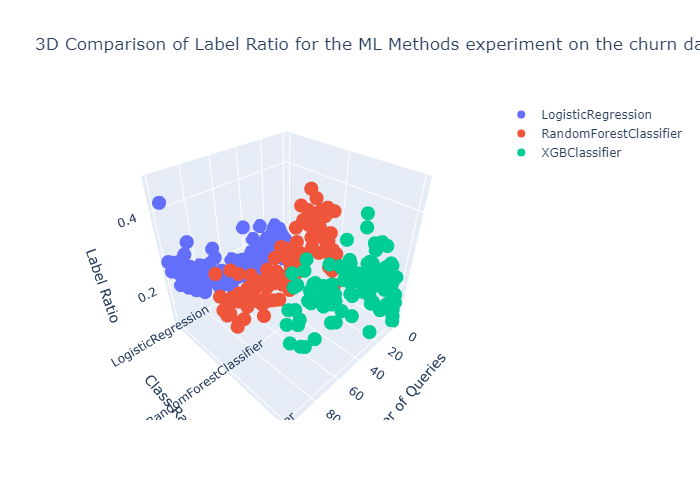 3D Comparison of Label Ratio for the ML Methods experiment on the churn da
LogisticRegression
RandomForestClassifier
XGBClassifier
0.4
0.2
Label Ratio
LogisticRegression
RandomForestClassifier
0
20
40
60
80
of Queries